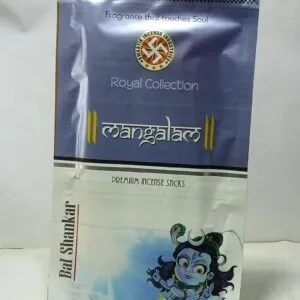 Fragrance that touches Soul
Royal Collection
|| mangalam ||
PREMIUM INCENSE STICKS
Bal Shankar